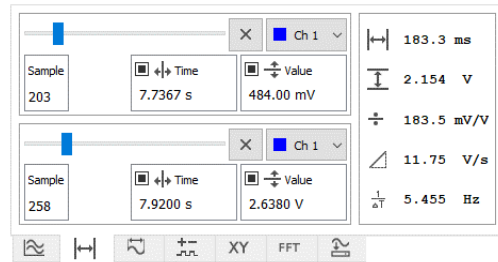 Ch 1
Sample
203
Time
7.7367 s
Value
484.00 mV
Ch 1
Sample
258
Time
7.9200 s
Value
2.6380 V
183.3 ms
2.154 V
183.5 mV/V
11.75 V/s
1
ΔT
5.455 Hz
XY
FFT